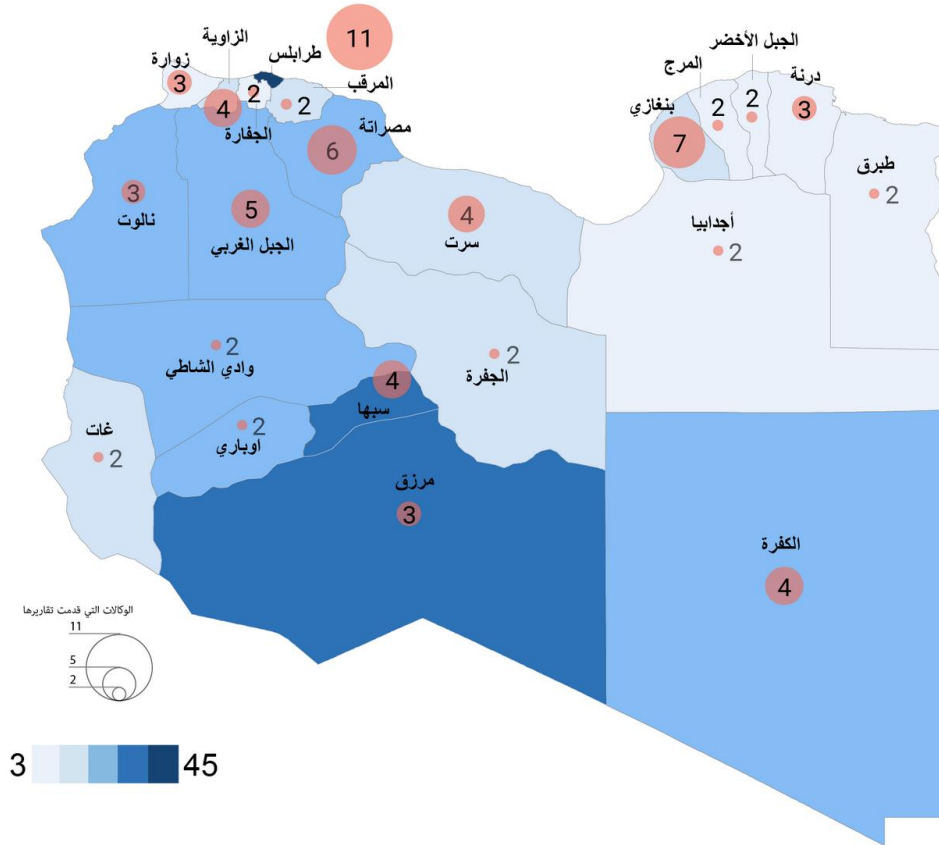 11
الجبل الأخضر
الزاوية
طرابلس
زوارة
المرج
درنة
المرقب
3
2
2
2
2
3
4
بنغازي
الجفارة
مصراتة
7
6
طبرق
2
3
نالوت
5
الجبل الغربي
4
سرت
أجدابيا
2
2
وادي الشاطي
2
الجفرة
4
سبها
غات
2
2
اوباري
مرزق
3
الكفرة
4
الوكالات التي قدمت تقاريرها
11
5
2
3
45